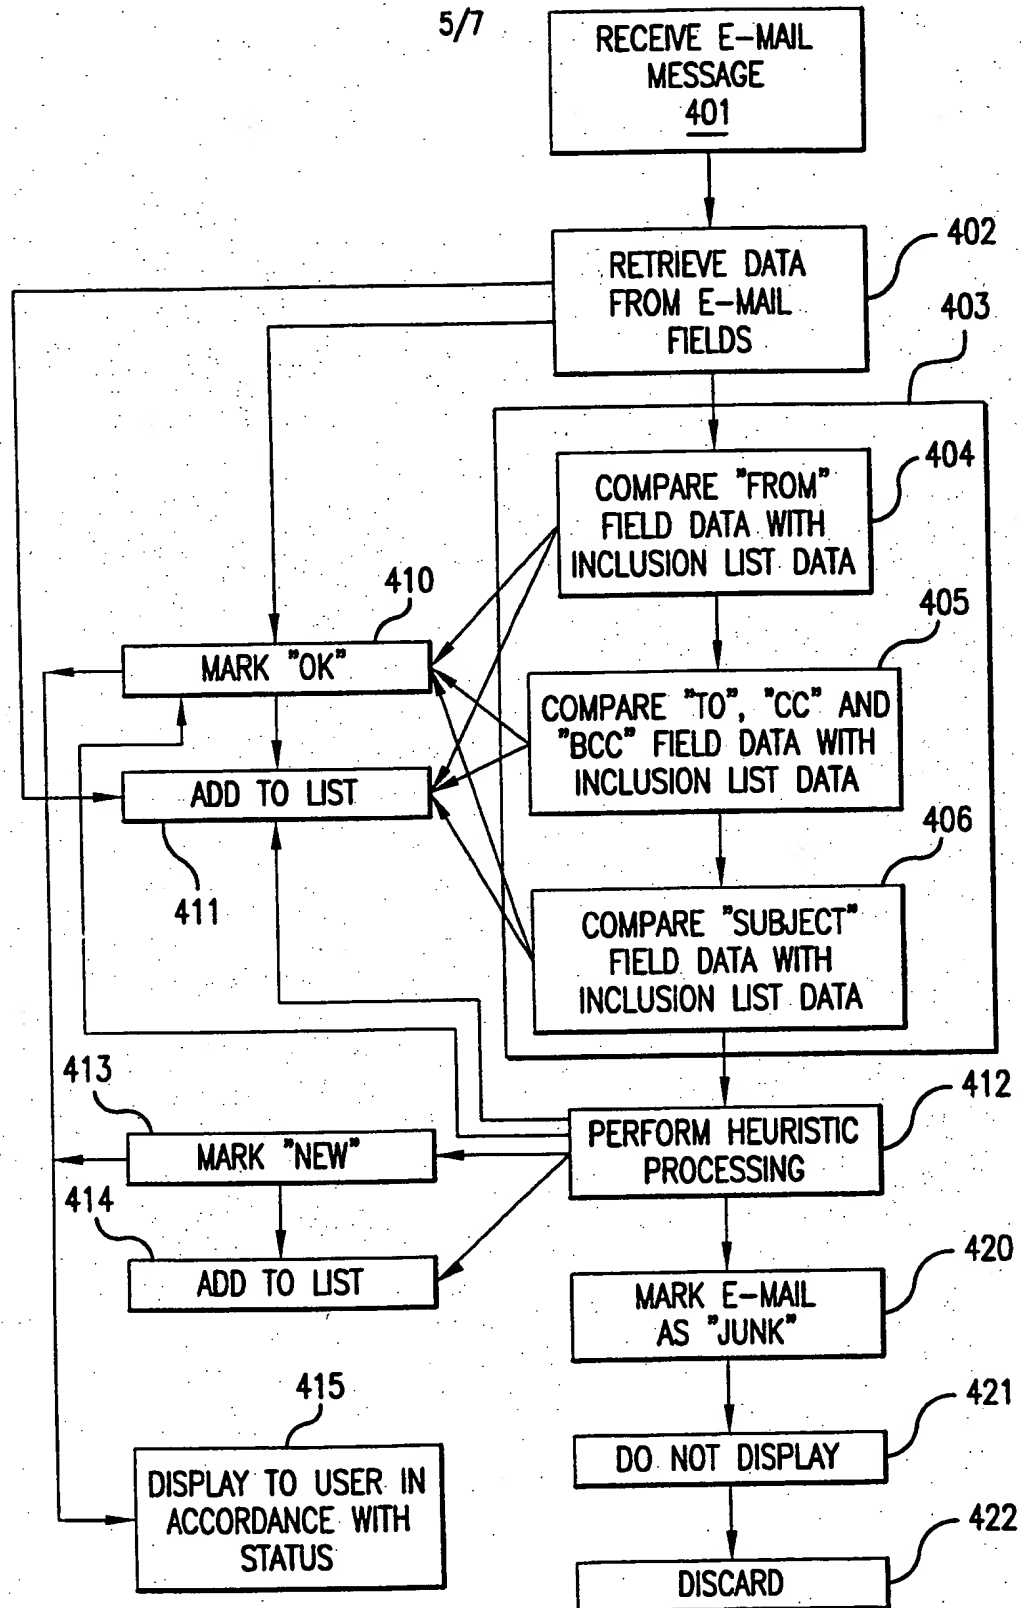 5/7
RECEIVE E-MAIL
MESSAGE
401
402
RETRIEVE DATA
FROM E-MAIL
FIELDS
403
404
COMPARE "FROM"
FIELD DATA WITH
INCLUSION LIST DATA
410
MARK "OK"
405
COMPARE "TO", "CC" AND
"BCC" FIELD DATA WITH
INCLUSION LIST DATA
ADD TO LIST
411
406
COMPARE "SUBJECT"
FIELD DATA WITH
INCLUSION LIST DATA
413
MARK "NEW"
412
PERFORM HEURISTIC
PROCESSING
414
ADD TO LIST
420
MARK E-MAIL
AS "JUNK"
415
DISPLAY TO USER IN
ACCORDANCE WITH
STATUS
421
DO NOT DISPLAY
422
DISCARD